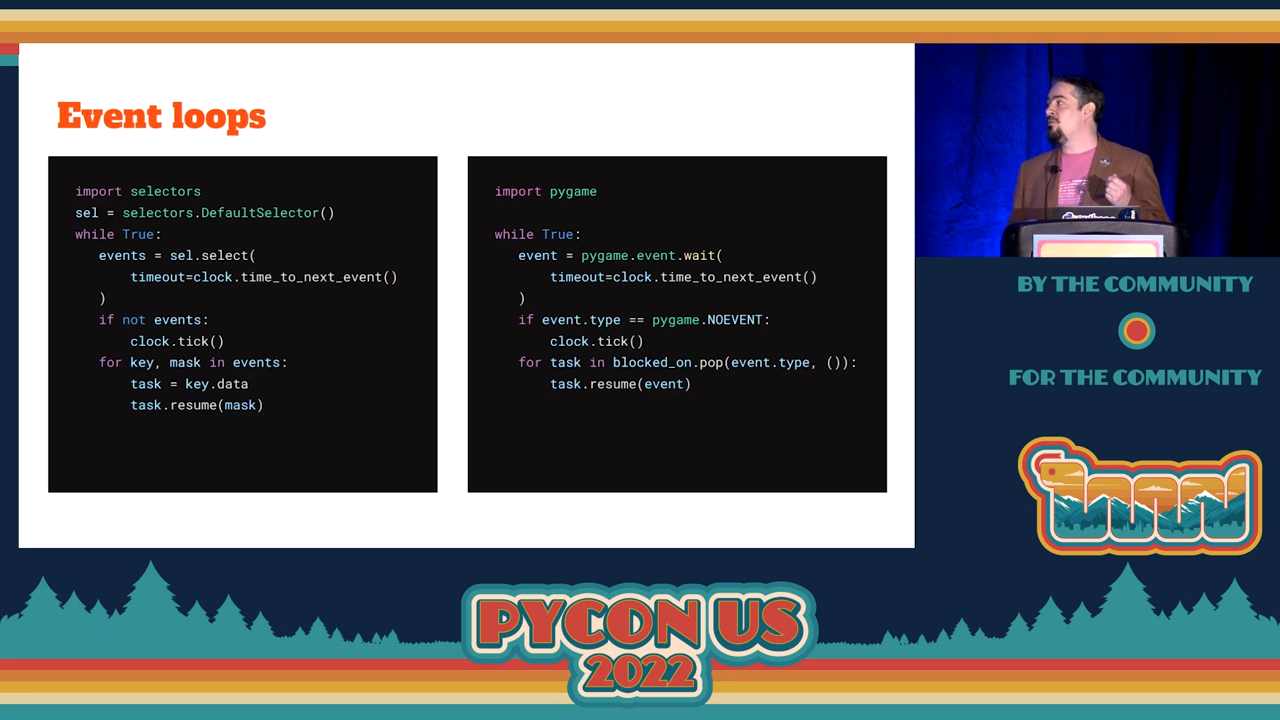 Event loops
import selectors
sel = selectors.DefaultSelector()
while True:
events = sel.select(
timeout=clock.time_to_next_event()
)
if not events:
clock.tick()
for key, mask in events:
task = key.data
task.resume(mask)
import pygame
while True:
event = pygame.event.wait(
timeout=clock.time_to_next_event()
)
if event.type == pygame.NOEVENT:
clock.tick()
for task in blocked_on.pop(event.type, ()):
task.resume(event)
BY THE COMMUNITY
FOR THE COMMUNITY
PYCON US
2022